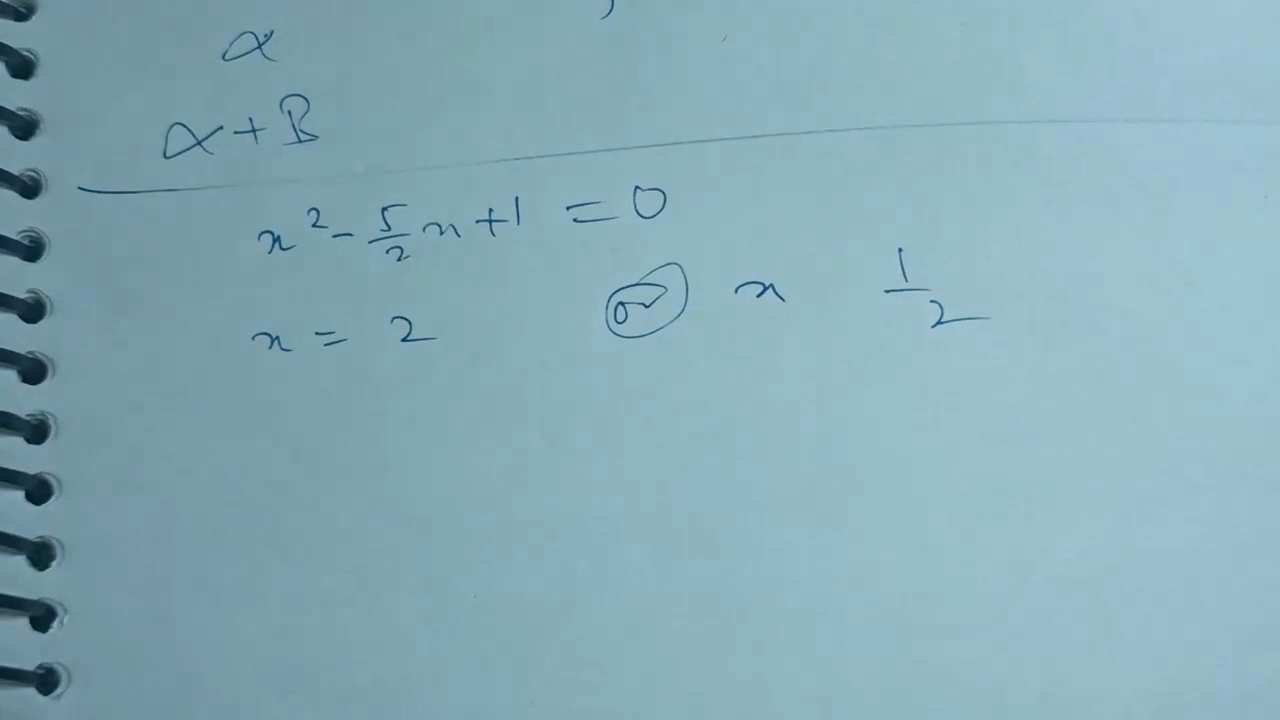 α
α + β
x² - 5/2 x + 1 = 0
x = 2 or x 1/2